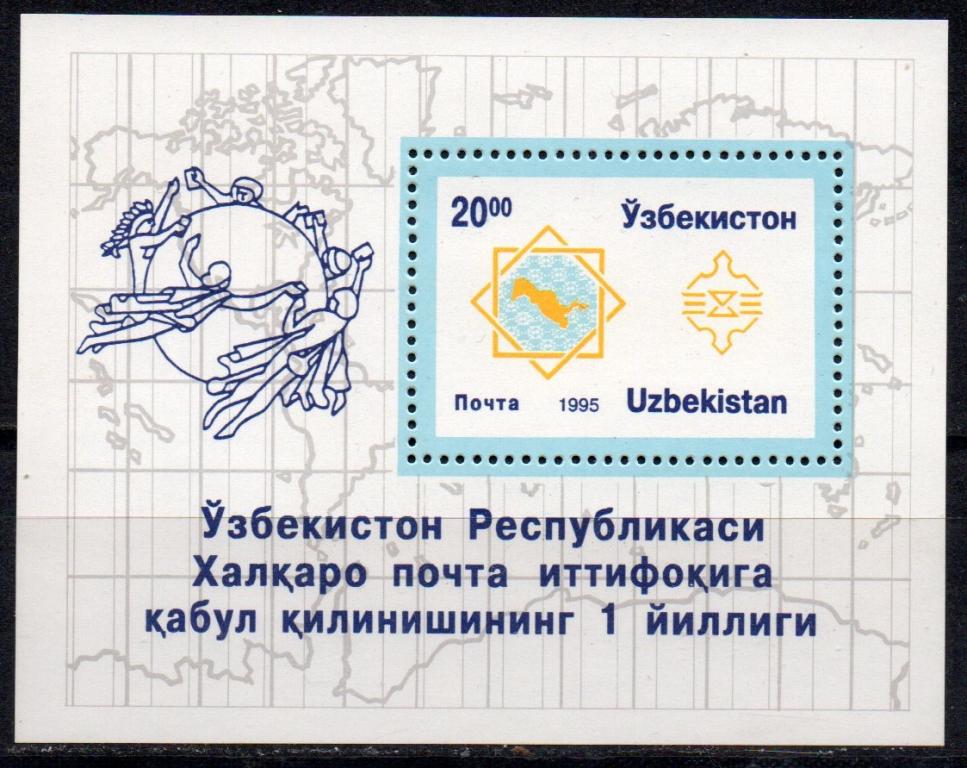 20⁰⁰ Ўзбекистон
Почта 1995 Uzbekistan
Ўзбекистон Республикаси
Халқаро почта иттифоқига
қабул қилинишининг 1 йиллиги